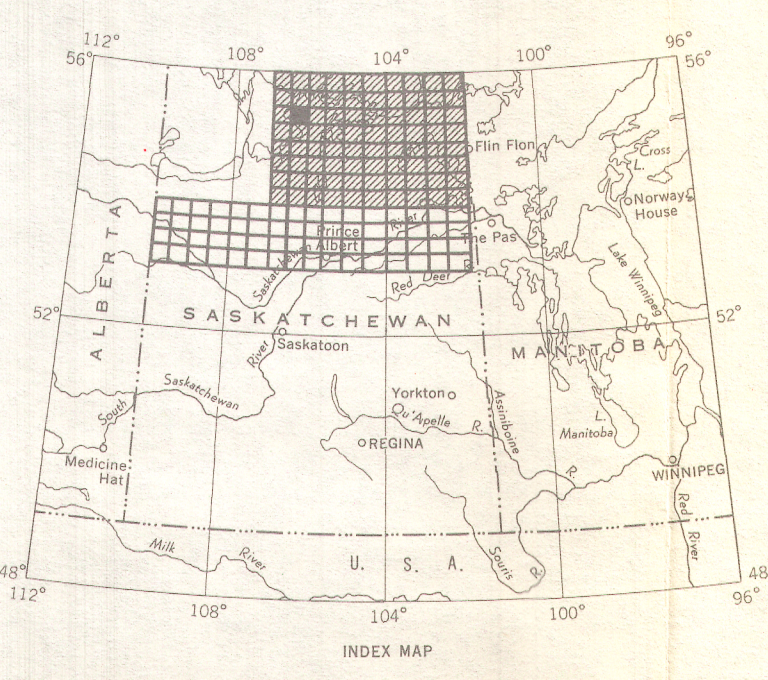 112°
108°
104°
100°
96°
56°
56°
Flin Flon
Cross
L.
Norway
House
River
Prince
Albert
The Pas
Saskatchewan
Red Deer
R.
Lake Winnipeg
ALBERTA
52°
SASKATCHEWAN
52°
MANITOBA
River
Saskatoon
South
Saskatchewan
Yorkton
Qu'Apelle
R.
Assiniboine
R.
L.
Manitoba
REGINA
Medicine
Hat
WINNIPEG
Red
River
Milk
River
U. S. A.
Souris
R.
48°
48
112°
108°
104°
100°
96°
INDEX MAP